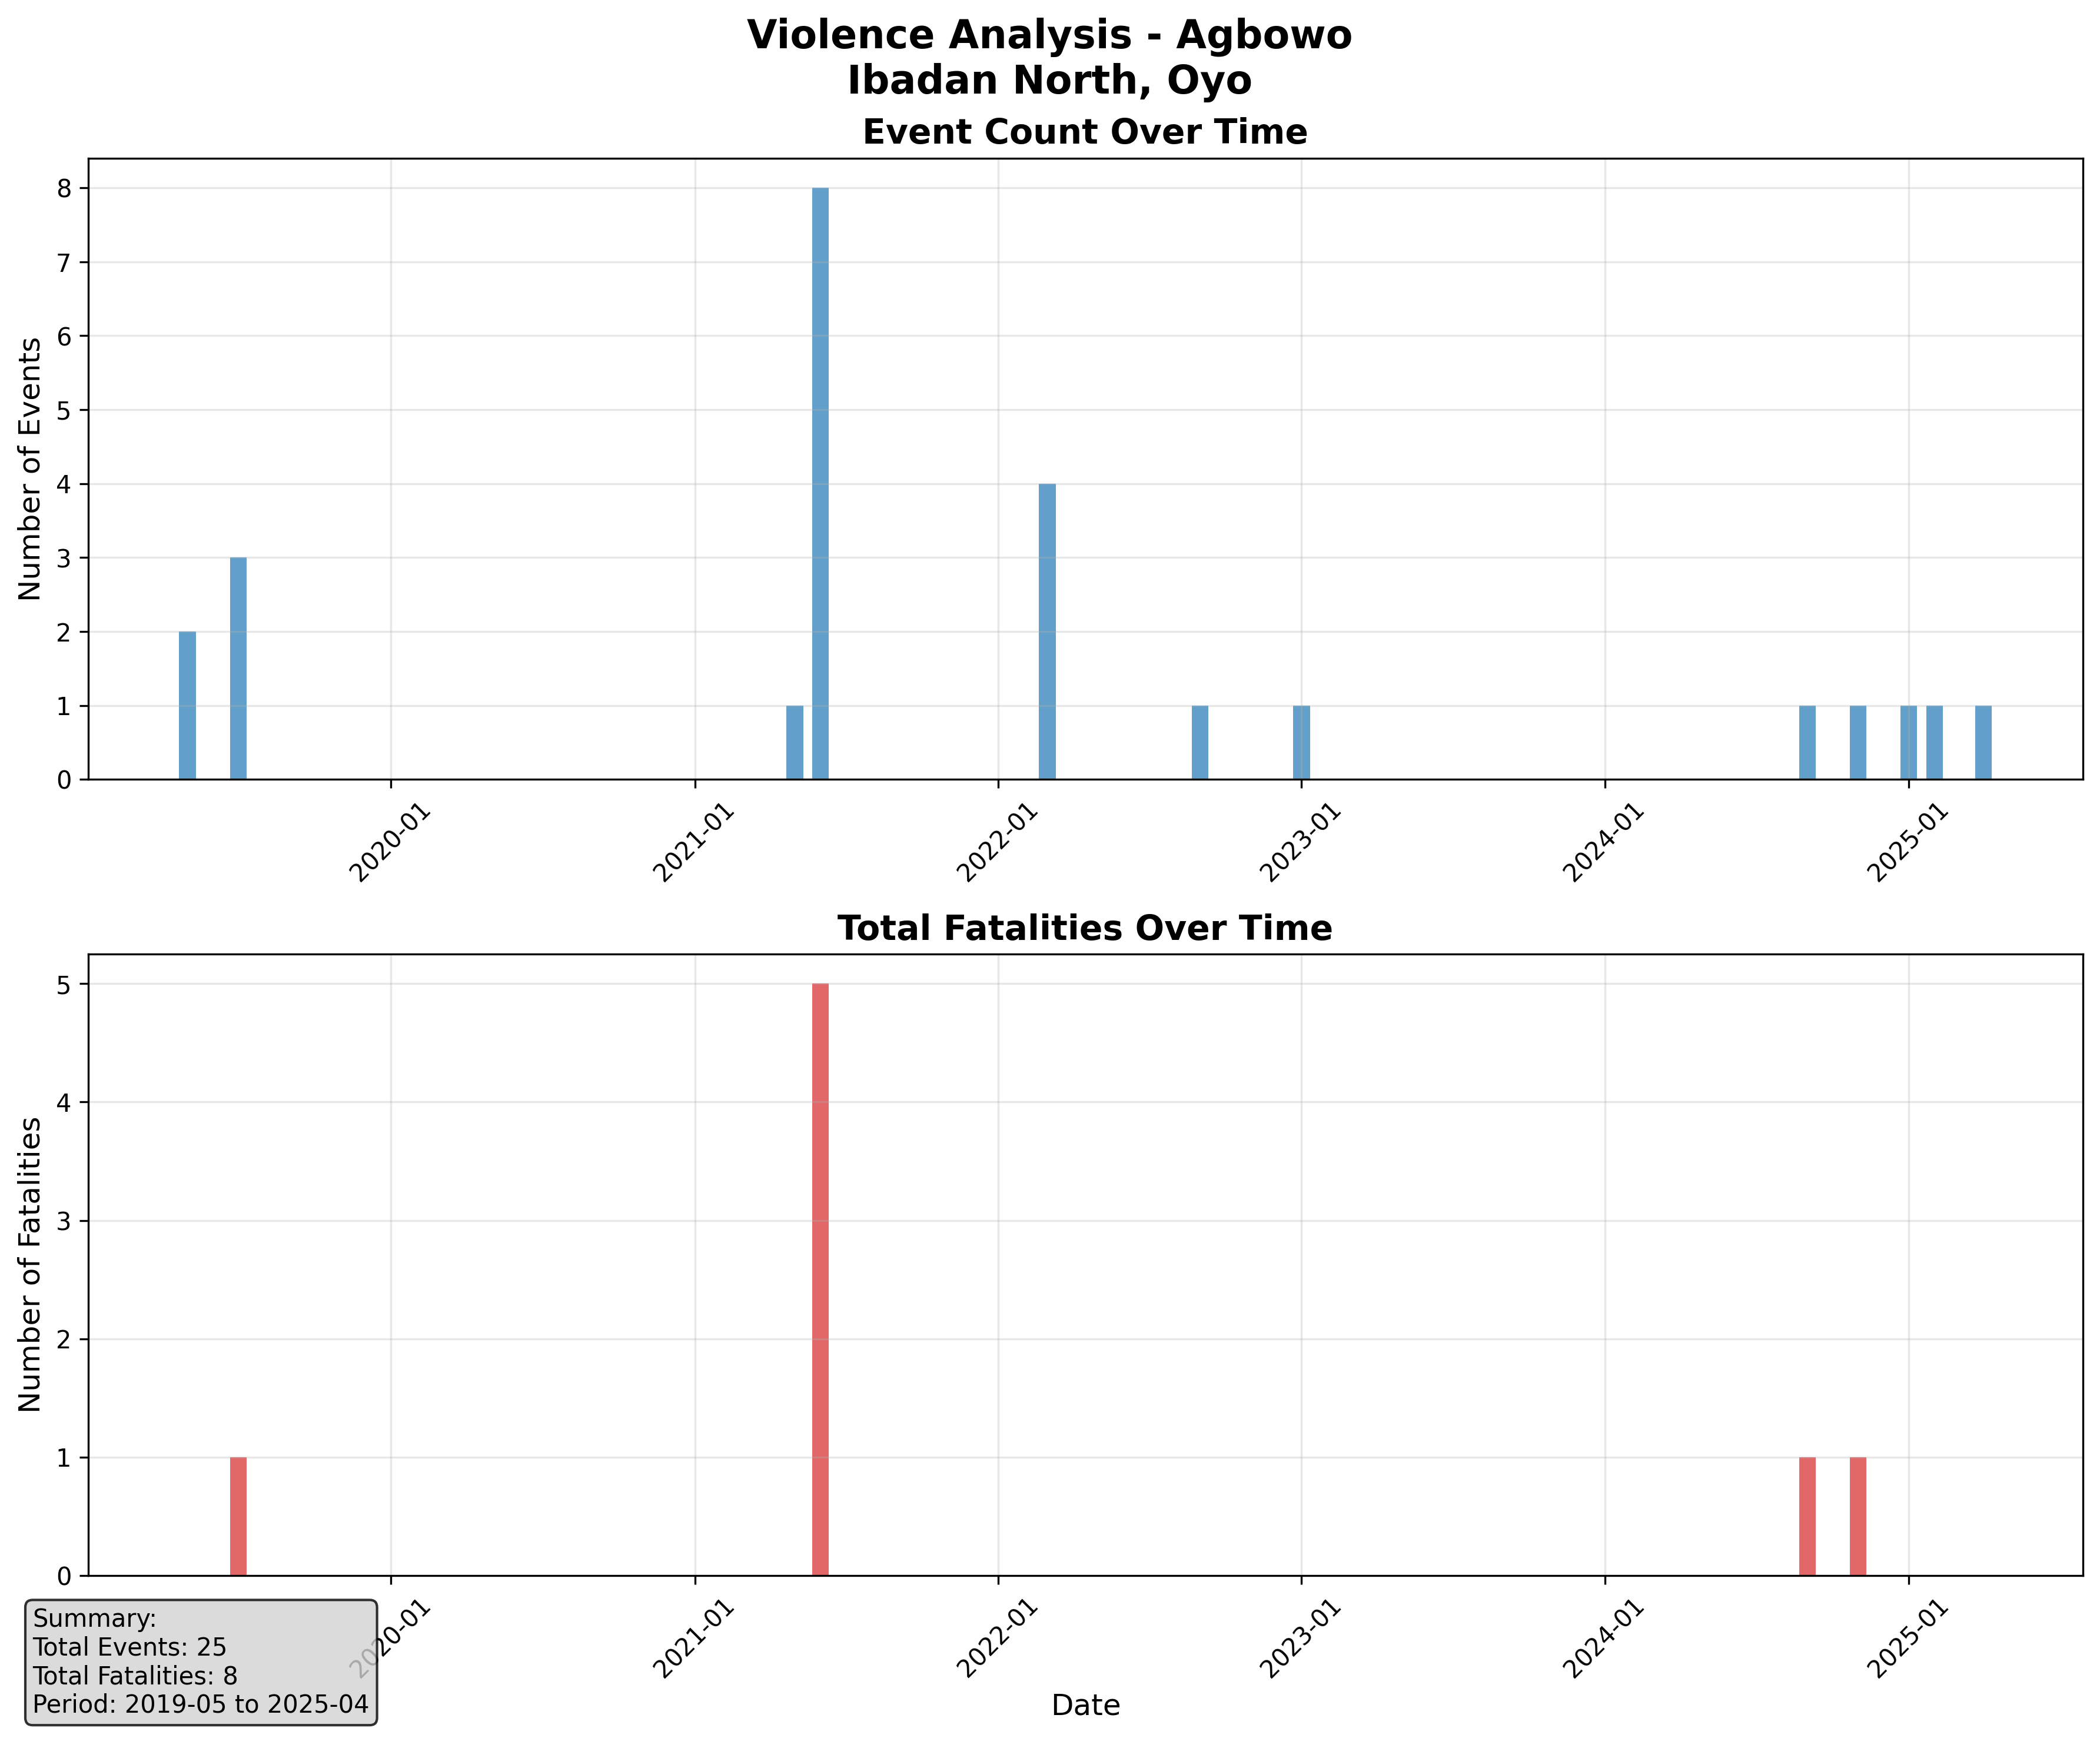 Violence Analysis - Agbowo
Ibadan North, Oyo
Event Count Over Time
Number of Events
8
7
6
5
4
3
2
1
0
2020-01
2021-01
2022-01
2023-01
2024-01
2025-01
Total Fatalities Over Time
Number of Fatalities
5
4
3
2
1
0
2020-01
2021-01
2022-01
2023-01
2024-01
2025-01
Date
Summary:
Total Events: 25
Total Fatalities: 8
Period: 2019-05 to 2025-04